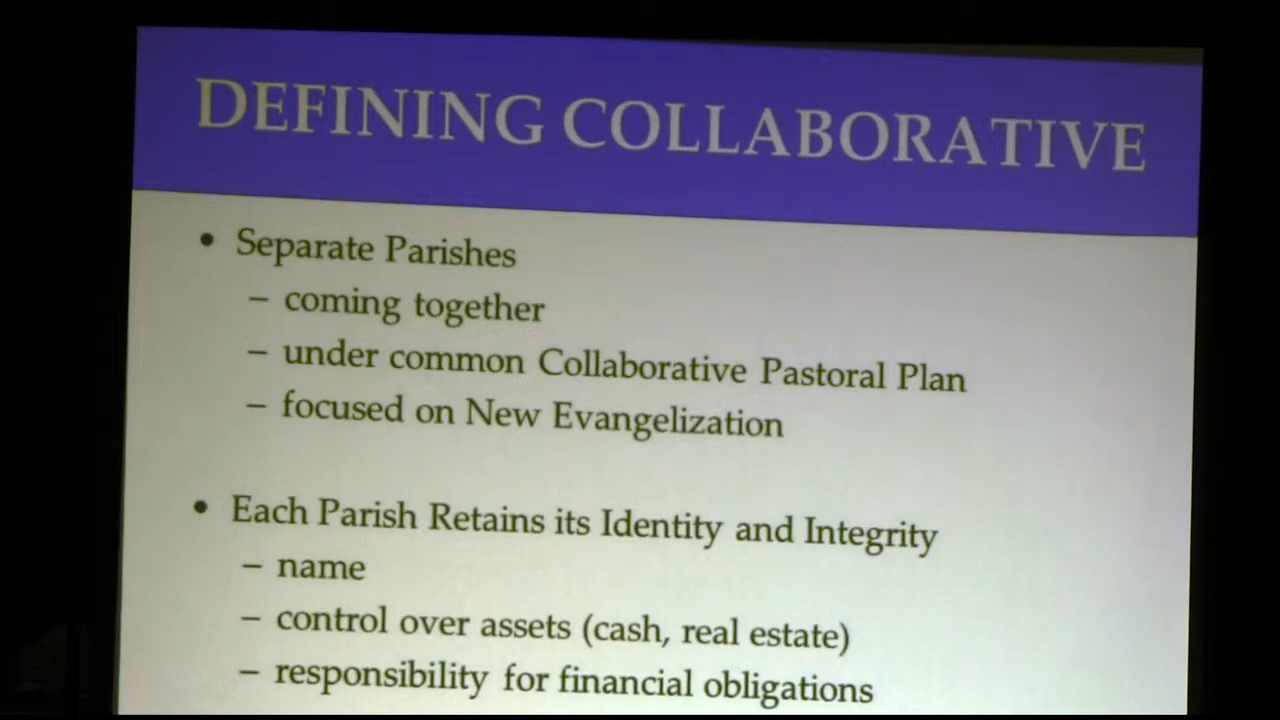 DEFINING COLLABORATIVE
• Separate Parishes
– coming together
– under common Collaborative Pastoral Plan
– focused on New Evangelization
• Each Parish Retains its Identity and Integrity
– name
– control over assets (cash, real estate)
– responsibility for financial obligations